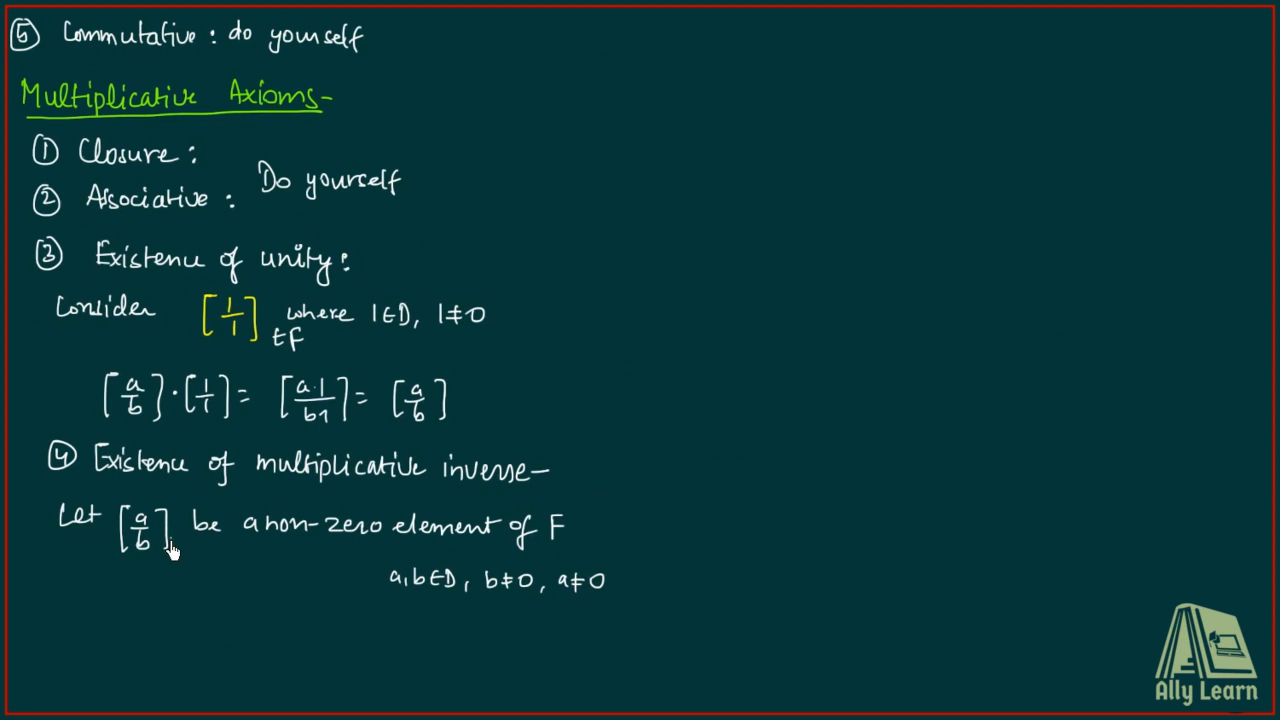 ⑤ Commutative : do yourself
Multiplicative Axioms-
① Closure :
Do yourself
② Associative :
③ Existence of unity :
Consider [1/1] where 1∈D, 1≠0
∈F
[a/b]·[1/1] = [a·1/b1] = [a/b]
④ Existence of multiplicative inverse-
Let [a/b] be a non-zero element of F
a,b∈D, b≠0, a≠0
Ally Learn